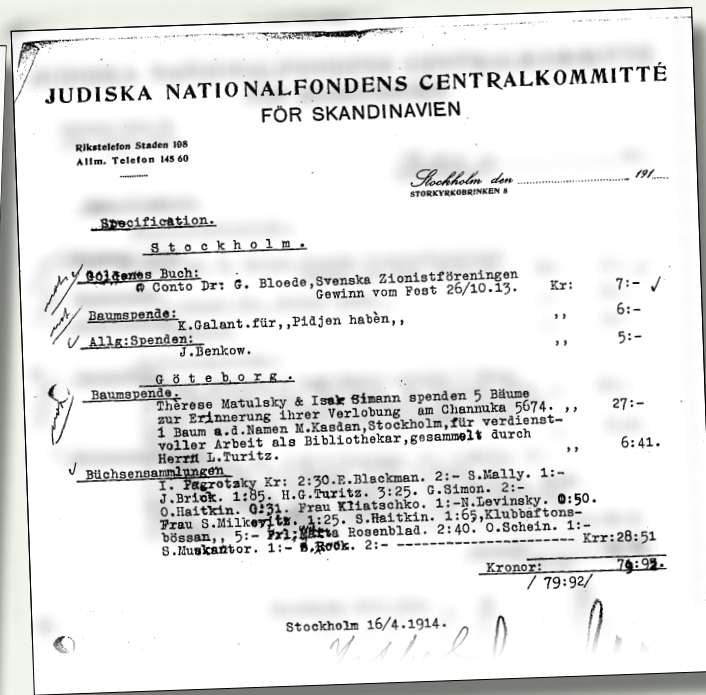 JUDISKA NATIONALFONDENS CENTRALKOMMITTÉ
FÖR SKANDINAVIEN
Rikstelefon Staden 108
Allm. Telefon 145 60
Stockholm den 191
STORKYRKOBRINKEN 8
Specification.
Stockholm.
Goldenes Buch:
@ Conto Dr: G. Bloede,Svenska Zionistföreningen
Gewinn vom Fest 26/10.13. Kr: 7:-
Baumspende:
K.Galant.für,,Pidjen habèn,, ,, 6:-
Allg:Spenden:
J.Benkow. ,, 5:-
Göteborg.
Baumspende.
Thèrese Matulsky & Isak Simann spenden 5 Bäume
zur Erinnerung ihrer Verlobung am Channuka 5674. ,, 27:-
1 Baum a.d.Namen M.Kasdan,Stockholm,für verdienst-
voller Arbeit als Bibliothekar,gesammelt durch
Herrn L.Turitz. ,, 6:41.
Büchsensammlungen
I. Pagrotzky Kr: 2:30.E.Blackman. 2:- S.Mally. 1:-
J.Brick. 1:85. H.G.Turitz. 3:25. G.Simon. 2:-
O.Haitkin. 0:31. Frau Kliatschko. 1:-N.Levinsky. 0:50.
Frau S.Milkevitz. 1:25. S.Haitkin. 1:65,Klubbaftons-
bössan,, 5:- Frl; Rosenblad. 2:40. O.Schein. 1:-
S.Muskantor. 1:- S.Rock. 2:- -------------------- Krr:28:51
Kronor: 79:92.
/ 79:92/
Stockholm 16/4.1914.